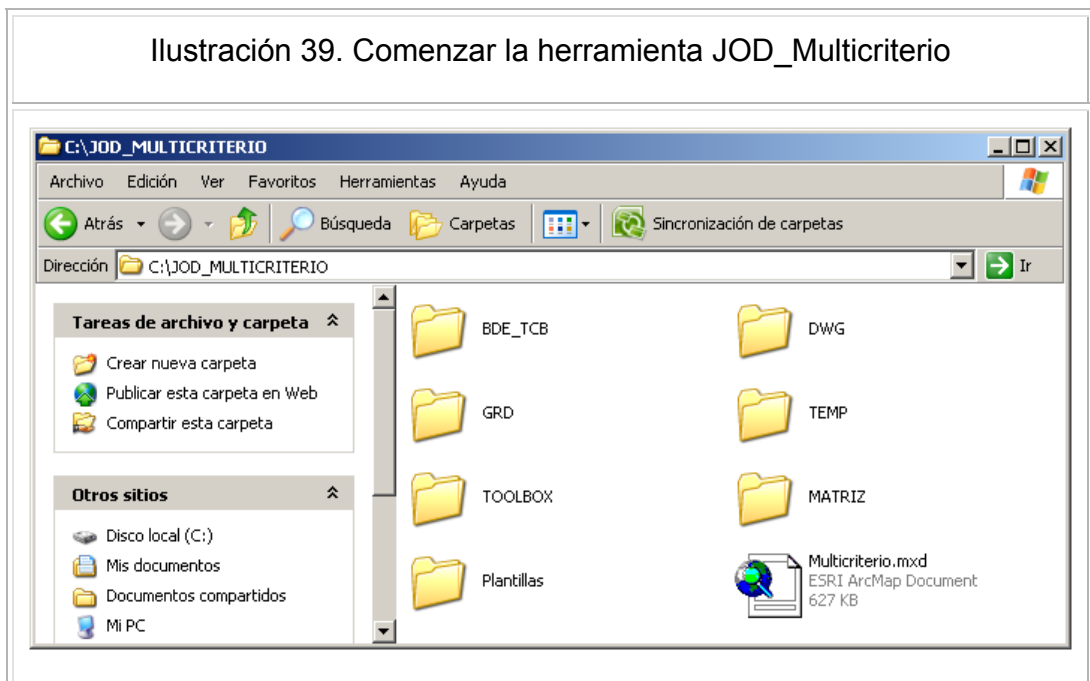 Ilustración 39. Comenzar la herramienta JOD_Multicriterio
C:\JOD_MULTICRITERIO
Archivo Edición Ver Favoritos Herramientas Ayuda
Atrás Búsqueda Carpetas Sincronización de carpetas
Dirección C:\JOD_MULTICRITERIO Ir
Tareas de archivo y carpeta
Crear nueva carpeta
Publicar esta carpeta en Web
Compartir esta carpeta
Otros sitios
Disco local (C:)
Mis documentos
Documentos compartidos
Mi PC
BDE_TCB
DWG
GRD
TEMP
TOOLBOX
MATRIZ
Plantillas
Multicriterio.mxd
ESRI ArcMap Document
627 KB